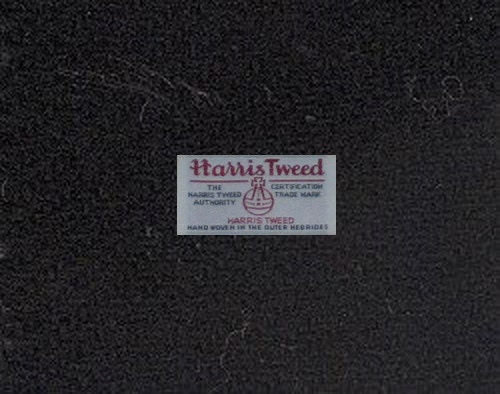 Harris Tweed
THE HARRIS TWEED AUTHORITY
CERTIFICATION TRADE MARK
HARRIS TWEED
HAND WOVEN IN THE OUTER HEBRIDES